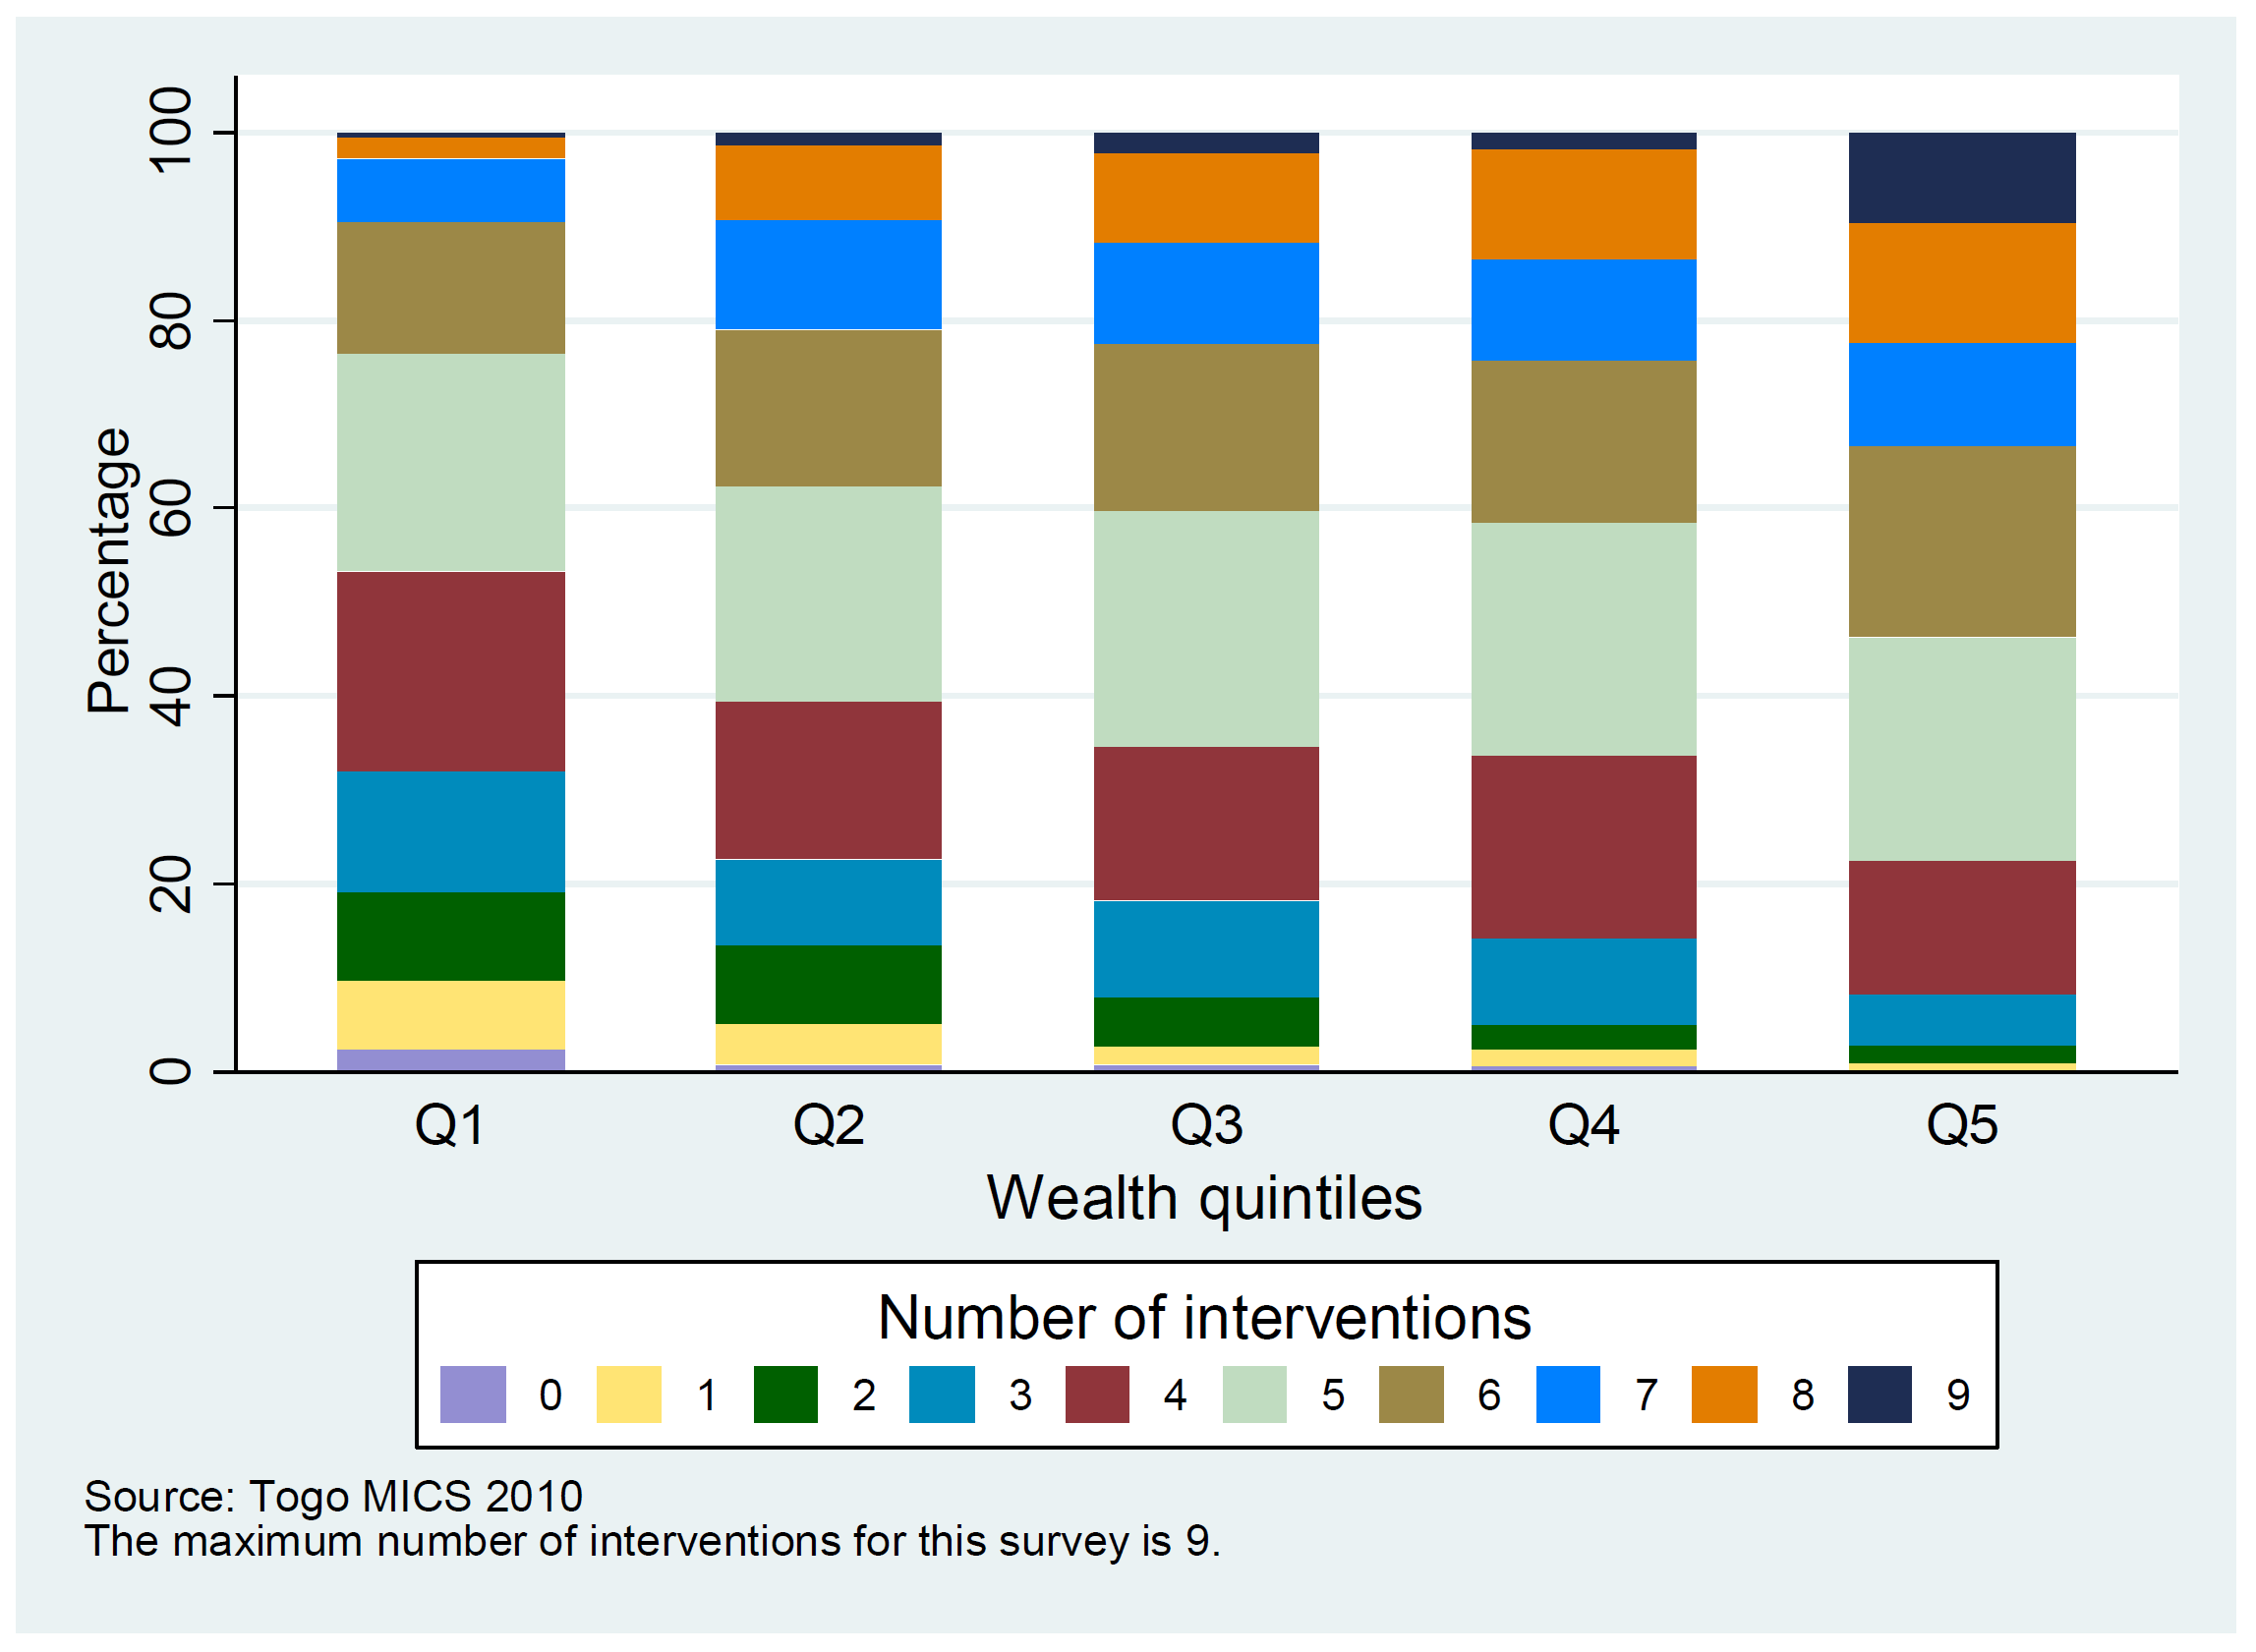 100
80
60
40
20
0
Percentage
Q1 Q2 Q3 Q4 Q5
Wealth quintiles
Number of interventions
0 1 2 3 4 5 6 7 8 9
Source: Togo MICS 2010
The maximum number of interventions for this survey is 9.